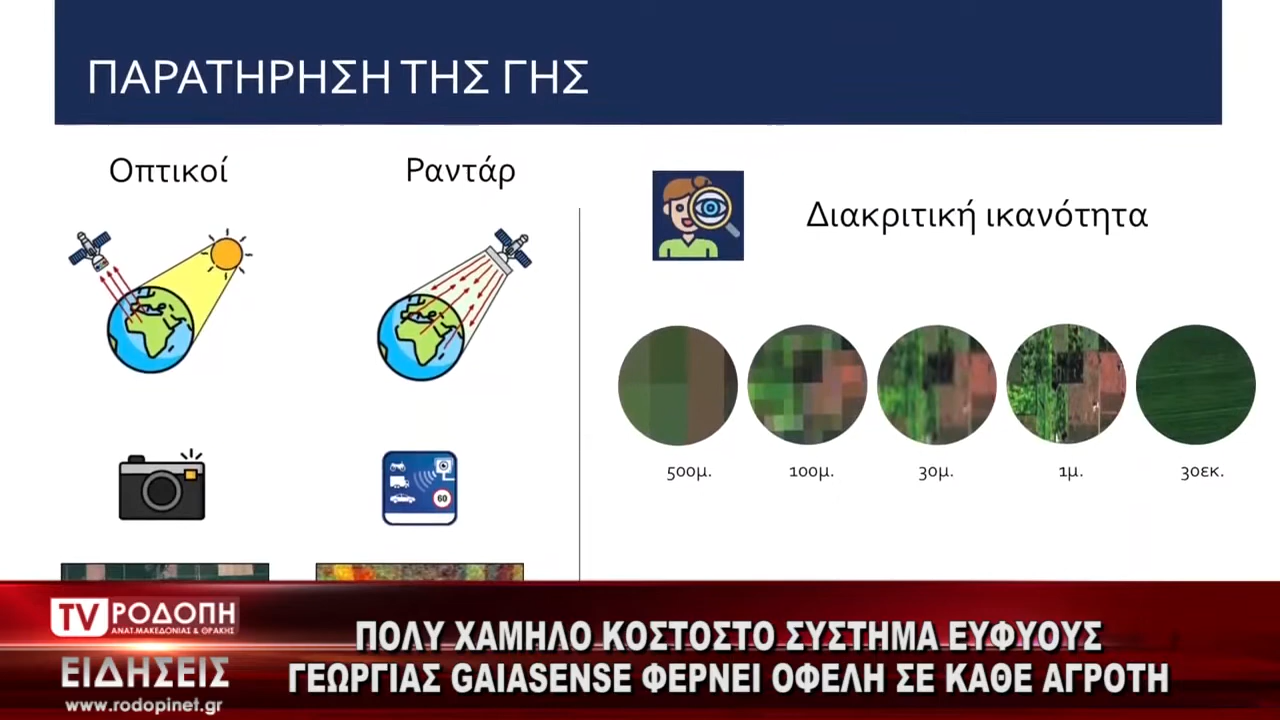 ΠΑΡΑΤΗΡΗΣΗ ΤΗΣ ΓΗΣ
Οπτικοί
Ραντάρ
Διακριτική ικανότητα
500μ.
100μ.
30μ.
1μ.
30εκ.
60
TV ΡΟΔΟΠΗ
ΑΝΑΤ.ΜΑΚΕΔΟΝΙΑΣ & ΘΡΑΚΗΣ
ΕΙΔΗΣΕΙΣ
www.rodopinet.gr
ΠΟΛΥ ΧΑΜΗΛΟ ΚΟΣΤΟΣΤΟ ΣΥΣΤΗΜΑ ΕΥΦΥΟΥΣ
ΓΕΩΡΓΙΑΣ GAIASENSE ΦΕΡΝΕΙ ΟΦΕΛΗ ΣΕ ΚΑΘΕ ΑΓΡΟΤΗ